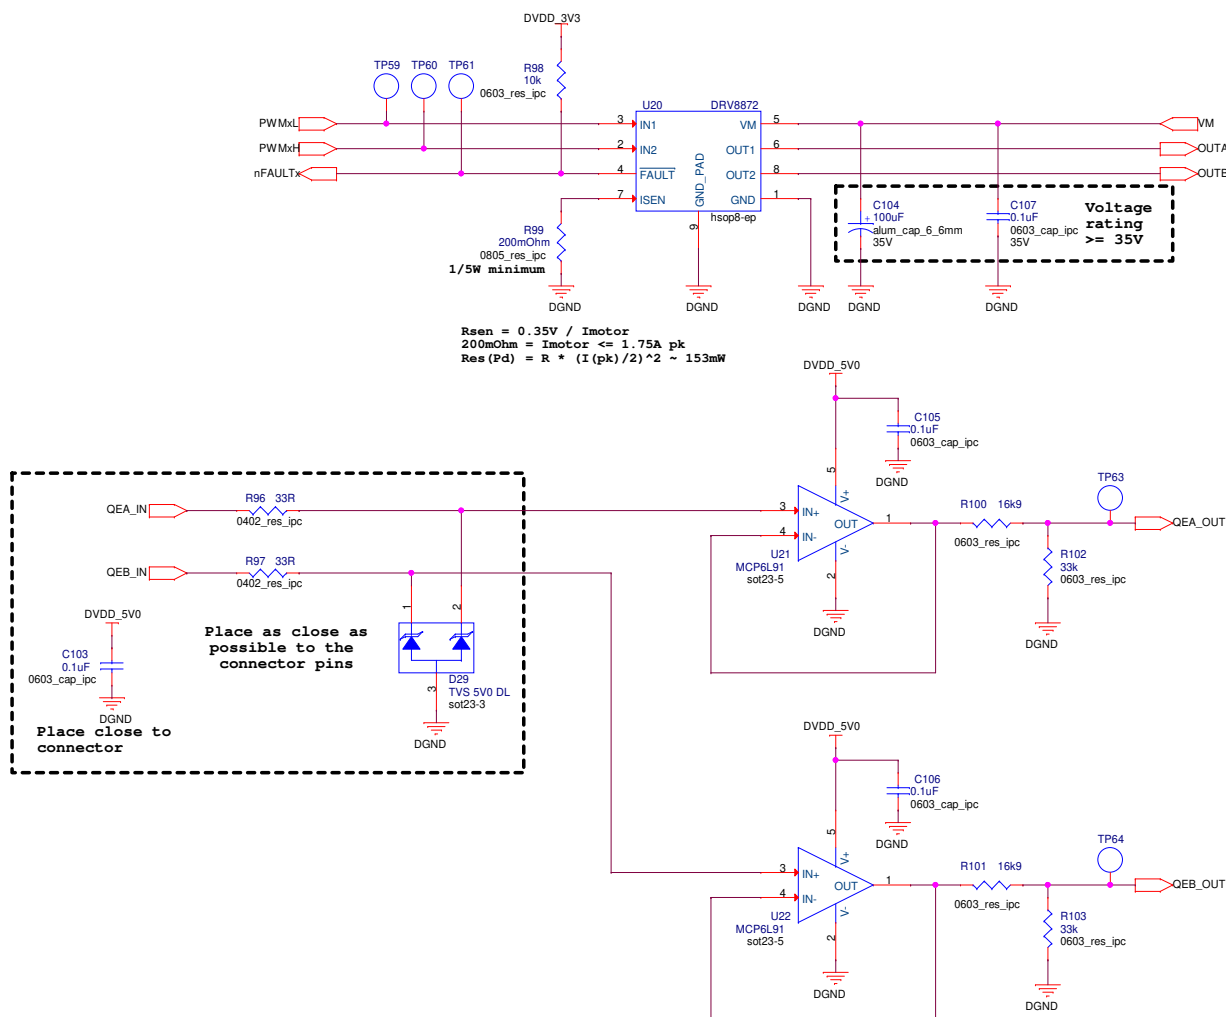 DVDD_3V3
TP59
TP60
TP61
R98
10k
0603_res_ipc
U20
DRV8872
PWMxL
3
IN1
VM
5
VM
PWMxH
2
IN2
OUT1
6
OUTA
nFAULTx
4
FAULT
OUT2
8
OUTB
7
ISEN
GND
1
GND_PAD
9
hsop8-ep
R99
200mOhm
0805_res_ipc
1/5W minimum
DGND
DGND
DGND
C104
+
100uF
alum_cap_6_6mm
35V
DGND
C107
0.1uF
0603_cap_ipc
35V
DGND
Voltage
rating
>= 35V
Rsen = 0.35V / Imotor
200mOhm = Imotor <= 1.75A pk
Res(Pd) = R * (I(pk)/2)^2 ~ 153mW
DVDD_5V0
C105
0.1uF
0603_cap_ipc
DGND
5
V+
3
IN+
4
IN-
OUT
1
V-
2
U21
MCP6L91
sot23-5
DGND
R100 16k9
0603_res_ipc
TP63
QEA_OUT
R102
33k
0603_res_ipc
DGND
QEA_IN
R96 33R
0402_res_ipc
QEB_IN
R97 33R
0402_res_ipc
DVDD_5V0
C103
0.1uF
0603_cap_ipc
DGND
Place close to
connector
Place as close as
possible to the
connector pins
1
2
3
D29
TVS 5V0 DL
sot23-3
DGND
DVDD_5V0
C106
0.1uF
0603_cap_ipc
DGND
5
V+
3
IN+
4
IN-
OUT
1
V-
2
U22
MCP6L91
sot23-5
DGND
R101 16k9
0603_res_ipc
TP64
QEB_OUT
R103
33k
0603_res_ipc
DGND